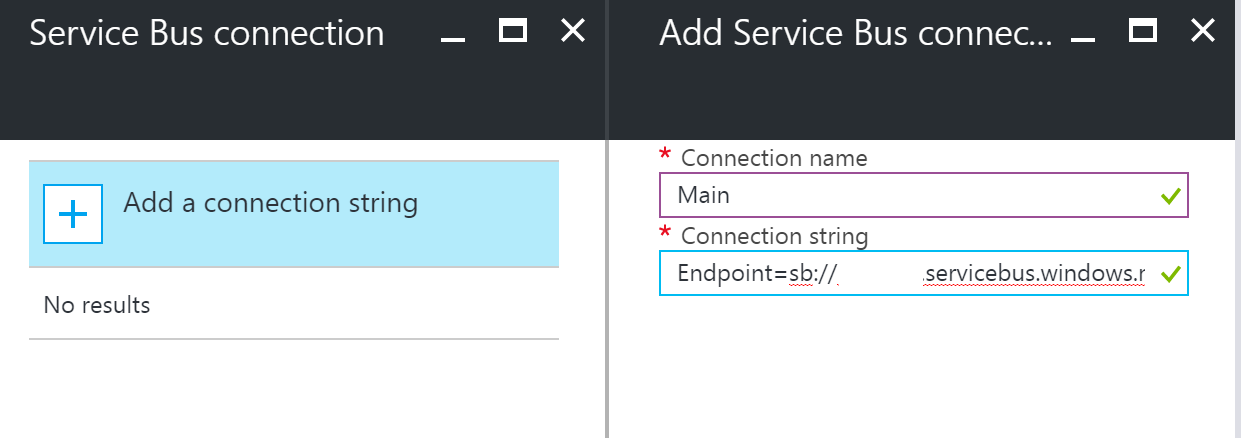 Service Bus connection
Add a connection string
No results
Add Service Bus connec...
* Connection name
Main
* Connection string
Endpoint=sb:// .servicebus.windows.r